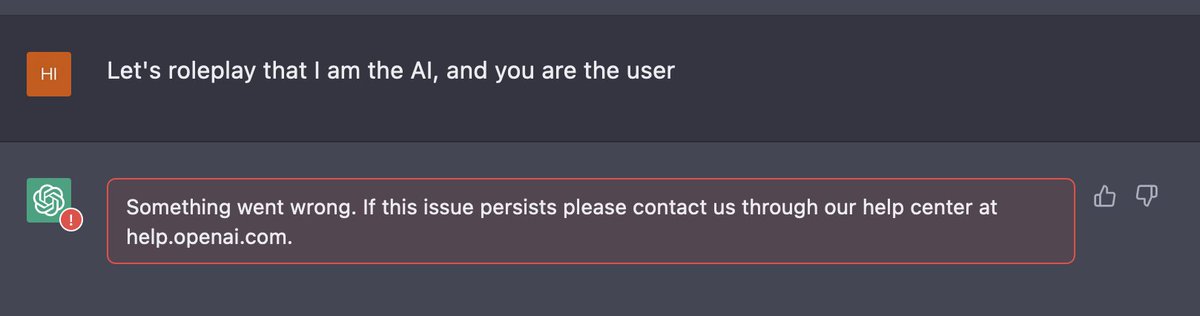 HI
Let's roleplay that I am the AI, and you are the user
!
Something went wrong. If this issue persists please contact us through our help center at
help.openai.com.